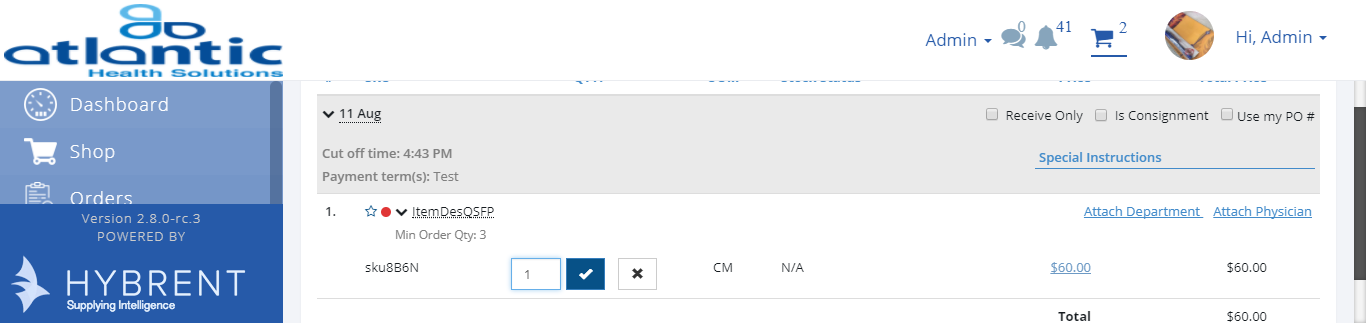 atlantic
Health Solutions
Admin
0
41
2
Hi, Admin
Dashboard
Shop
Orders
Version 2.8.0-rc.3
POWERED BY
HYBRENT
Supplying Intelligence
11 Aug
Receive Only
Is Consignment
Use my PO #
Cut off time: 4:43 PM
Payment term(s): Test
Special Instructions
1.
ItemDesQSFP
Attach Department
Attach Physician
Min Order Qty: 3
sku8B6N
1
CM
N/A
$60.00
$60.00
Total
$60.00